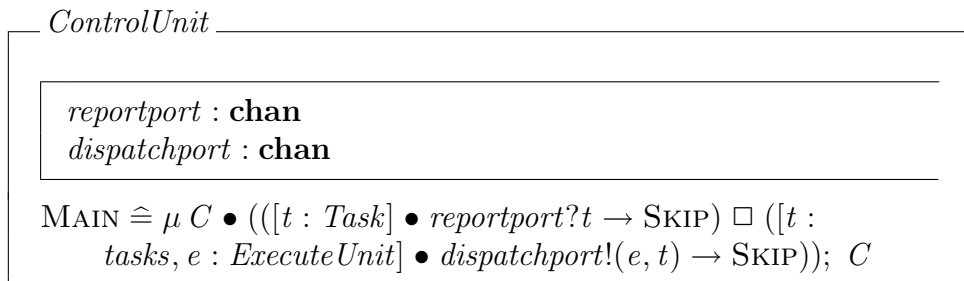 ControlUnit
reportport : chan
dispatchport : chan
MAIN ≙ μ C • (([t : Task] • reportport?t → SKIP) □ ([t :
tasks, e : ExecuteUnit] • dispatchport!(e, t) → SKIP)); C